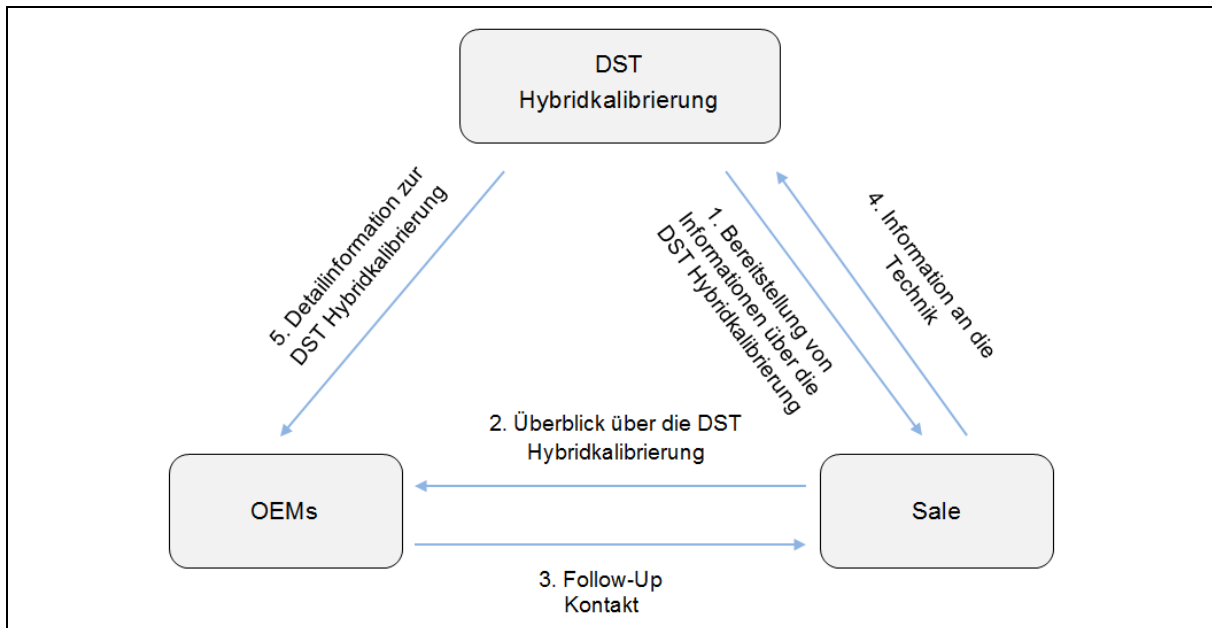 DST
Hybridkalibrierung
5. Detailinformation zur
DST Hybridkalibrierung
1. Bereitstellung von
Informationen über die
DST Hybridkalibrierung
4. Information an die
Technik
2. Überblick über die DST
Hybridkalibrierung
OEMs
Sale
3. Follow-Up
Kontakt